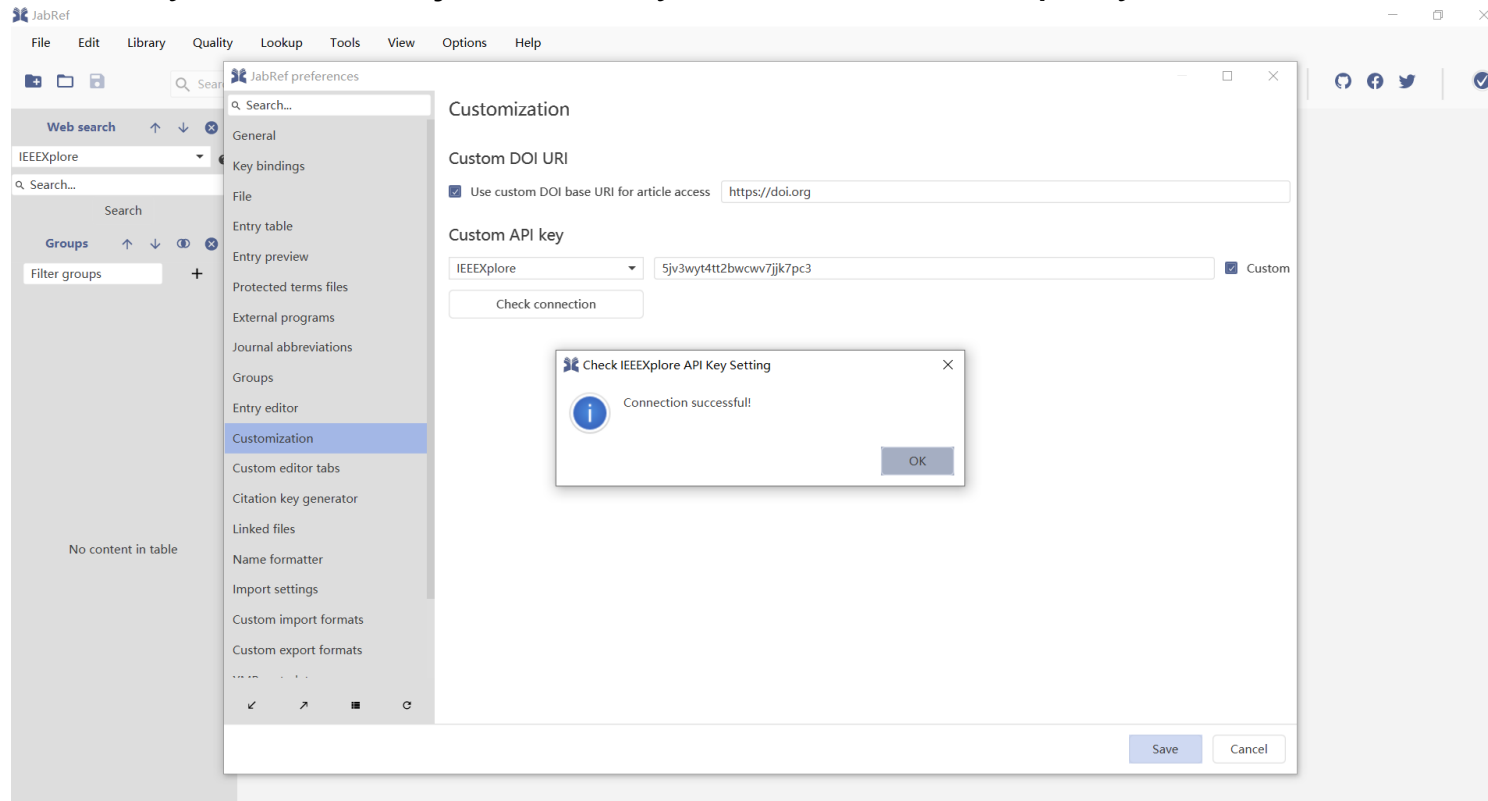 JabRef
File Edit Library Quality Lookup Tools View Options Help
Sear
JabRef preferences
Web search
IEEEXplore
Search...
Search
Groups
Filter groups +
No content in table
Search...
General
Key bindings
File
Entry table
Entry preview
Protected terms files
External programs
Journal abbreviations
Groups
Entry editor
Customization
Custom editor tabs
Citation key generator
Linked files
Name formatter
Import settings
Custom import formats
Custom export formats
Customization
Custom DOI URI
Use custom DOI base URI for article access https://doi.org
Custom API key
IEEEXplore 5jv3wyt4tt2bwcwv7jjk7pc3 Custom
Check connection
Check IEEEXplore API Key Setting
Connection successful!
OK
Save Cancel